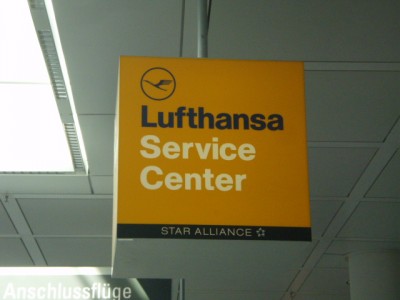 Lufthansa
Service
Center
STAR ALLIANCE
Anschlussflüge